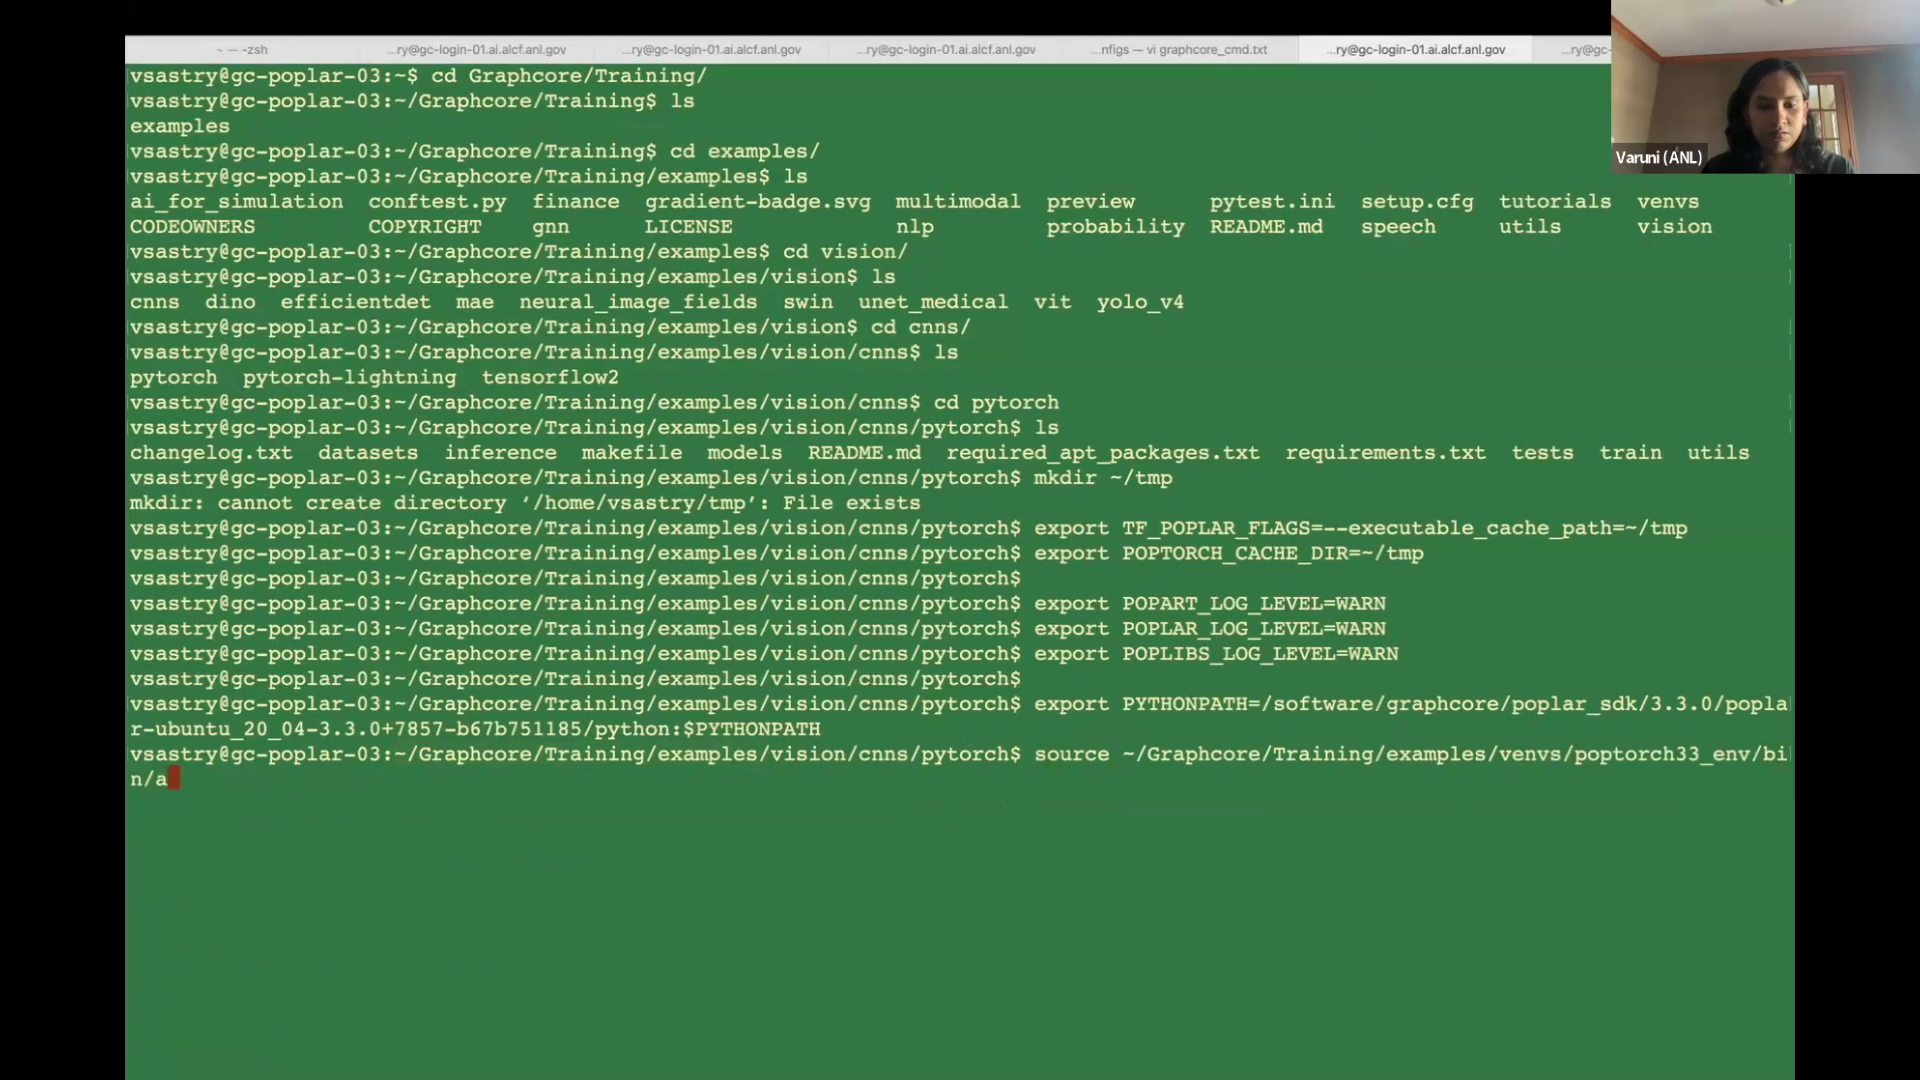 ~ — -zsh
...ry@gc-login-01.ai.alcf.anl.gov
...ry@gc-login-01.ai.alcf.anl.gov
...ry@gc-login-01.ai.alcf.anl.gov
...nfigs — vi graphcore_cmd.txt
...ry@gc-login-01.ai.alcf.anl.gov
...ry@gc-
vsastry@gc-poplar-03:~$ cd Graphcore/Training/
vsastry@gc-poplar-03:~/Graphcore/Training$ ls
examples
vsastry@gc-poplar-03:~/Graphcore/Training$ cd examples/
vsastry@gc-poplar-03:~/Graphcore/Training/examples$ ls
ai_for_simulation  conftest.py  finance  gradient-badge.svg  multimodal  preview  pytest.ini  setup.cfg  tutorials  venvs
CODEOWNERS  COPYRIGHT  gnn  LICENSE  nlp  probability  README.md  speech  utils  vision
vsastry@gc-poplar-03:~/Graphcore/Training/examples$ cd vision/
vsastry@gc-poplar-03:~/Graphcore/Training/examples/vision$ ls
cnns  dino  efficientdet  mae  neural_image_fields  swin  unet_medical  vit  yolo_v4
vsastry@gc-poplar-03:~/Graphcore/Training/examples/vision$ cd cnns/
vsastry@gc-poplar-03:~/Graphcore/Training/examples/vision/cnns$ ls
pytorch  pytorch-lightning  tensorflow2
vsastry@gc-poplar-03:~/Graphcore/Training/examples/vision/cnns$ cd pytorch
vsastry@gc-poplar-03:~/Graphcore/Training/examples/vision/cnns/pytorch$ ls
changelog.txt  datasets  inference  makefile  models  README.md  required_apt_packages.txt  requirements.txt  tests  train  utils
vsastry@gc-poplar-03:~/Graphcore/Training/examples/vision/cnns/pytorch$ mkdir ~/tmp
mkdir: cannot create directory ‘/home/vsastry/tmp’: File exists
vsastry@gc-poplar-03:~/Graphcore/Training/examples/vision/cnns/pytorch$ export TF_POPLAR_FLAGS=--executable_cache_path=~/tmp
vsastry@gc-poplar-03:~/Graphcore/Training/examples/vision/cnns/pytorch$ export POPTORCH_CACHE_DIR=~/tmp
vsastry@gc-poplar-03:~/Graphcore/Training/examples/vision/cnns/pytorch$
vsastry@gc-poplar-03:~/Graphcore/Training/examples/vision/cnns/pytorch$ export POPART_LOG_LEVEL=WARN
vsastry@gc-poplar-03:~/Graphcore/Training/examples/vision/cnns/pytorch$ export POPLAR_LOG_LEVEL=WARN
vsastry@gc-poplar-03:~/Graphcore/Training/examples/vision/cnns/pytorch$ export POPLIBS_LOG_LEVEL=WARN
vsastry@gc-poplar-03:~/Graphcore/Training/examples/vision/cnns/pytorch$
vsastry@gc-poplar-03:~/Graphcore/Training/examples/vision/cnns/pytorch$ export PYTHONPATH=/software/graphcore/poplar_sdk/3.3.0/popla
r-ubuntu_20_04-3.3.0+7857-b67b751185/python:$PYTHONPATH
vsastry@gc-poplar-03:~/Graphcore/Training/examples/vision/cnns/pytorch$ source ~/Graphcore/Training/examples/venvs/poptorch33_env/bi
n/a
Varuni (ANL)